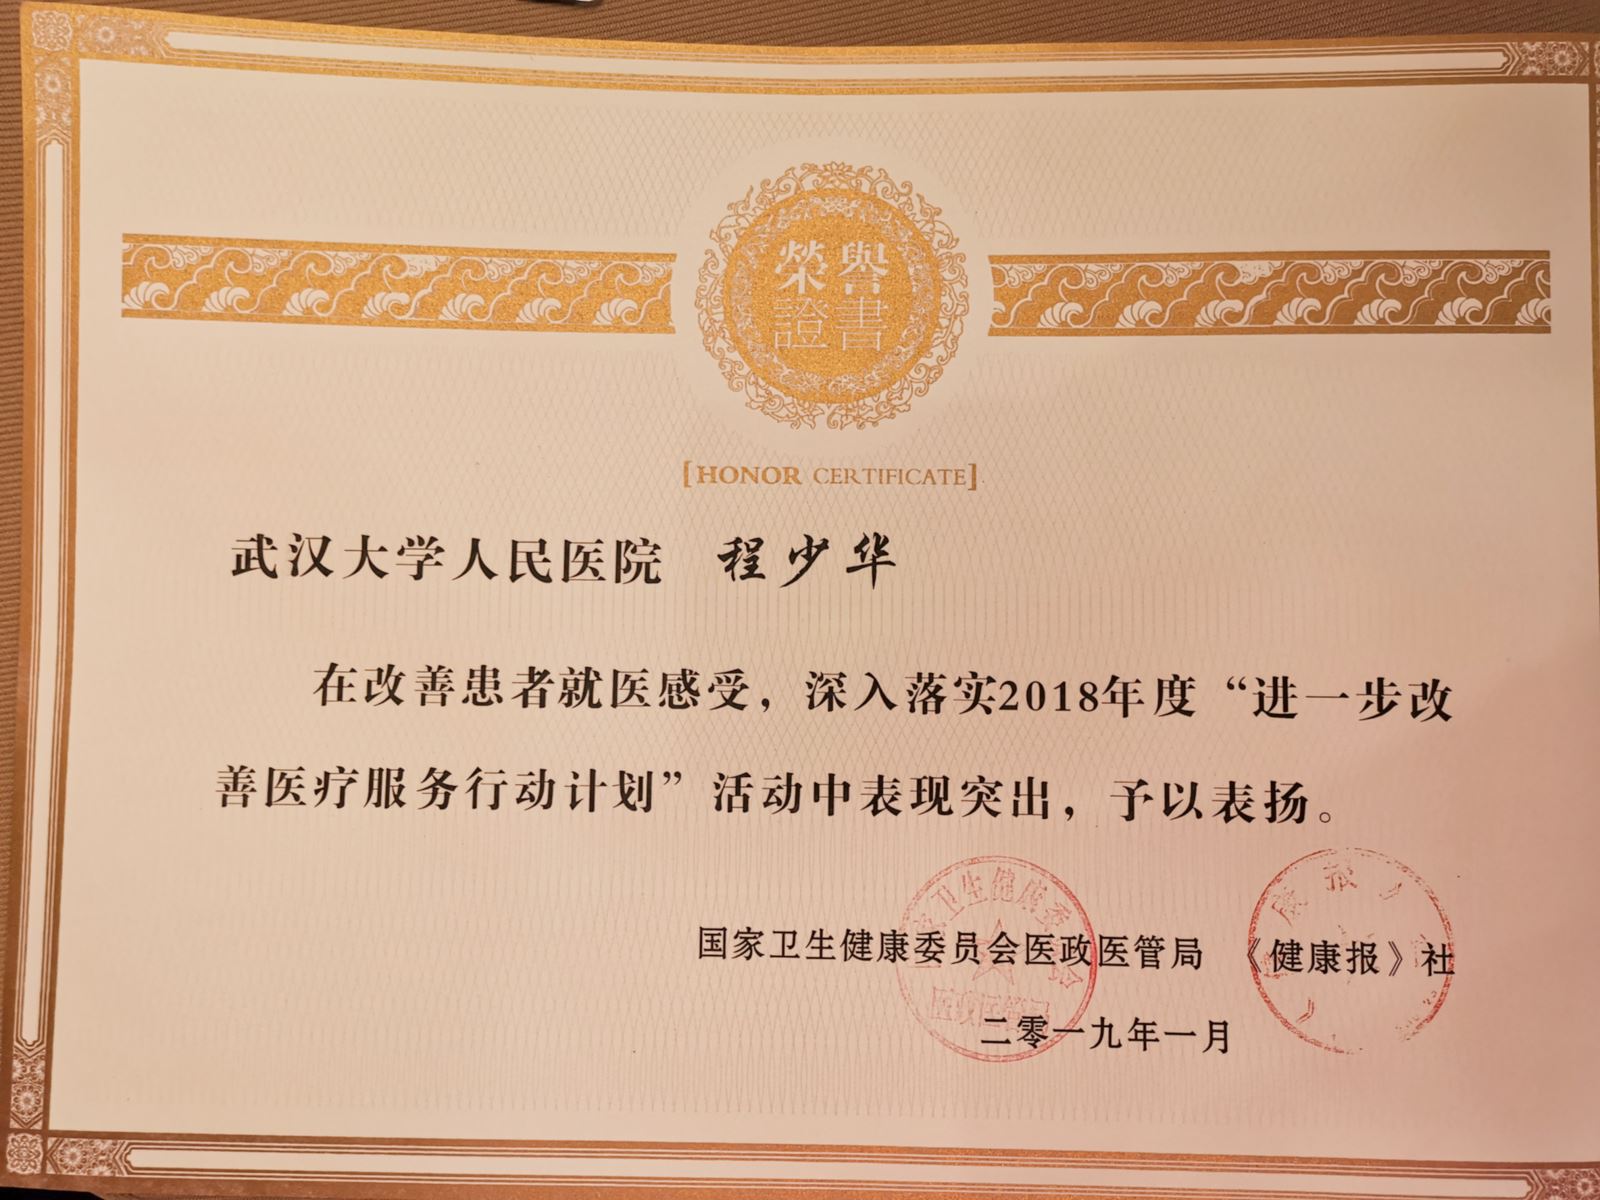 榮譽
證書
[HONOR CERTIFICATE]
武汉大学人民医院 程少华
在改善患者就医感受，深入落实2018年度“进一步改
善医疗服务行动计划”活动中表现突出，予以表扬。
国家卫生健康委员会医政医管局 《健康报》社
二零一九年一月